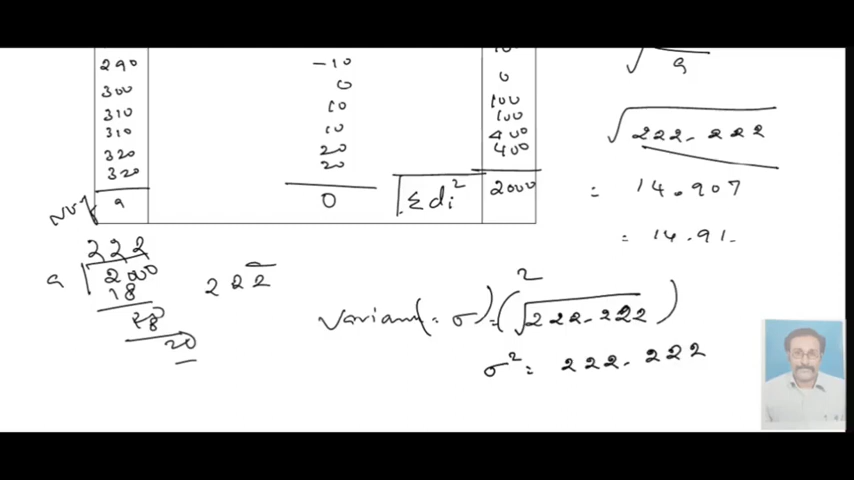 290 -10
300 0 0
310 10 100
310 10 100
320 20 400
320 20 400
9 0 Σdi² 2000
9
√222.222
= 14.907
= 14.91.
222
9 2000
18
20
18
20
222
(= σ)² = (√222.222)
σ² = 222.222